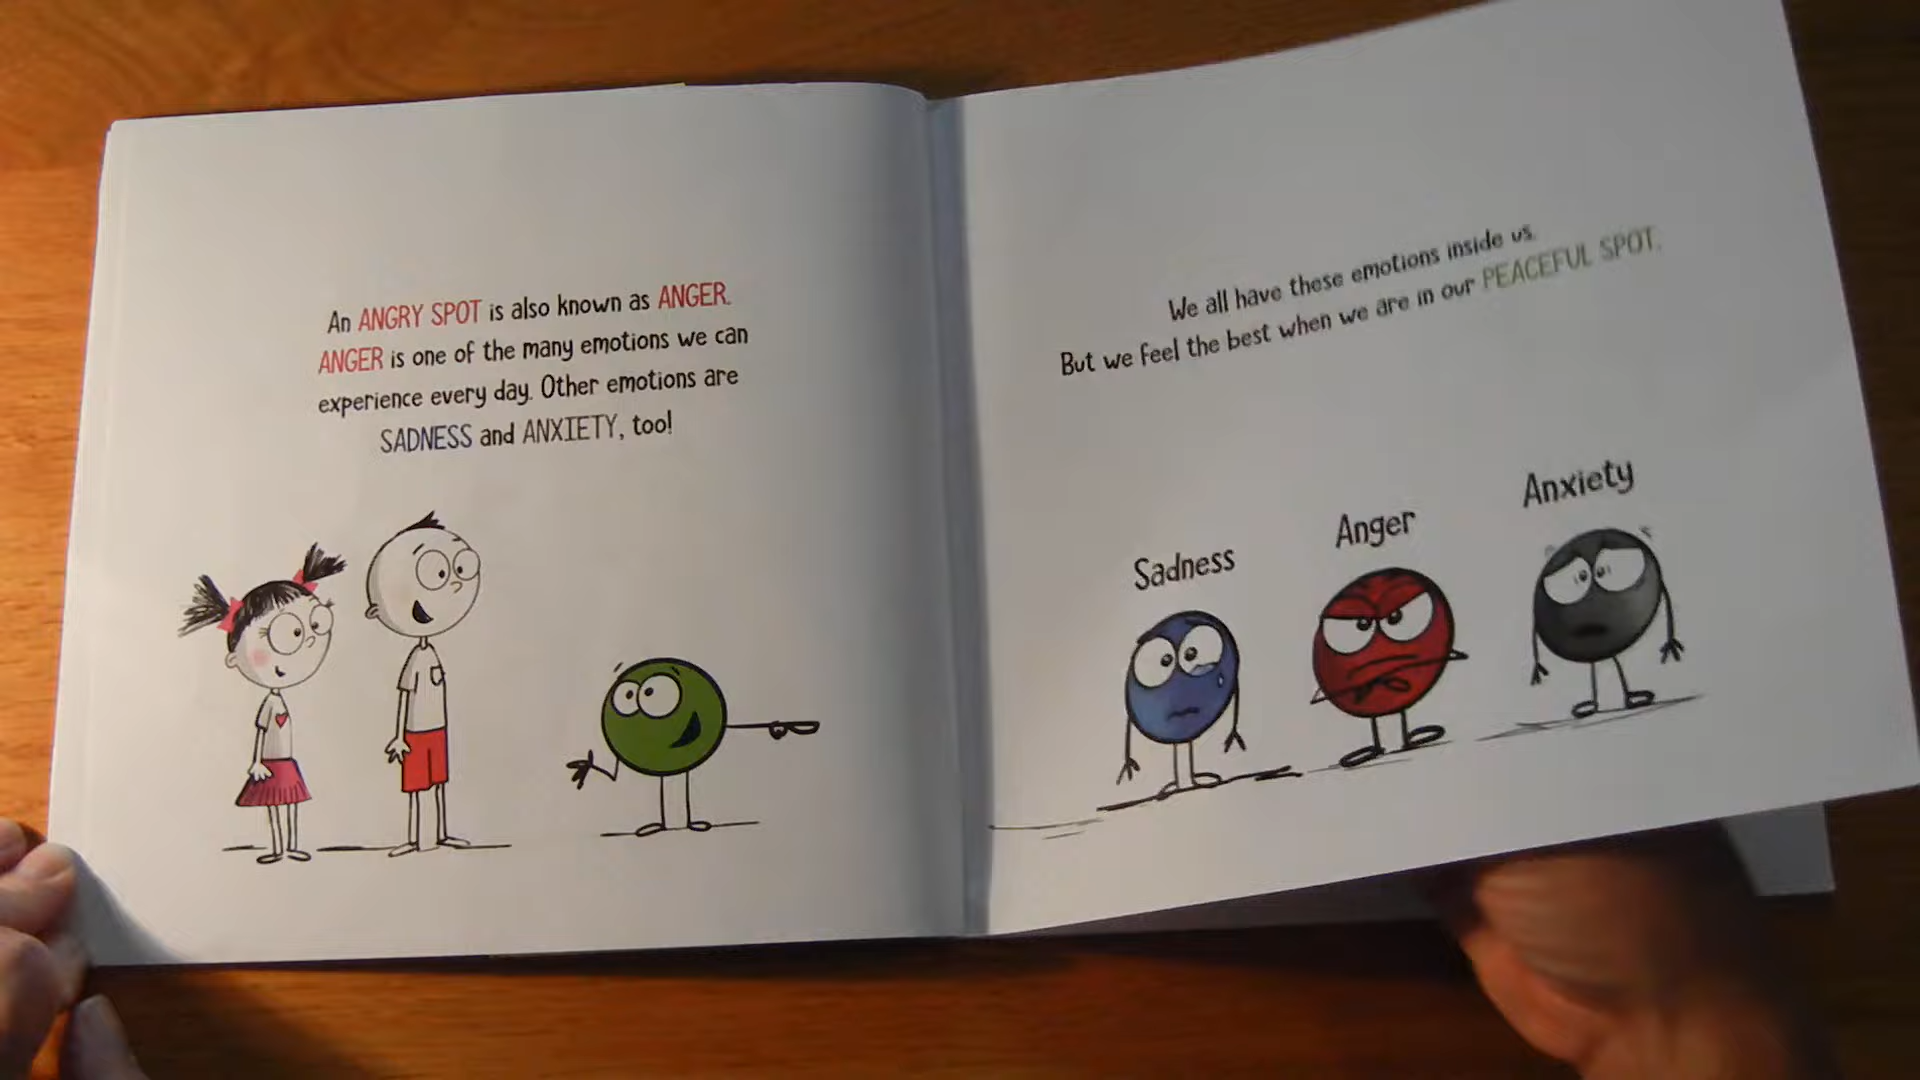 An ANGRY SPOT is also known as ANGER.
ANGER is one of the many emotions we can
experience every day. Other emotions are
SADNESS and ANXIETY, too!
We all have these emotions inside us.
But we feel the best when we are in our PEACEFUL SPOT.
Sadness
Anger
Anxiety